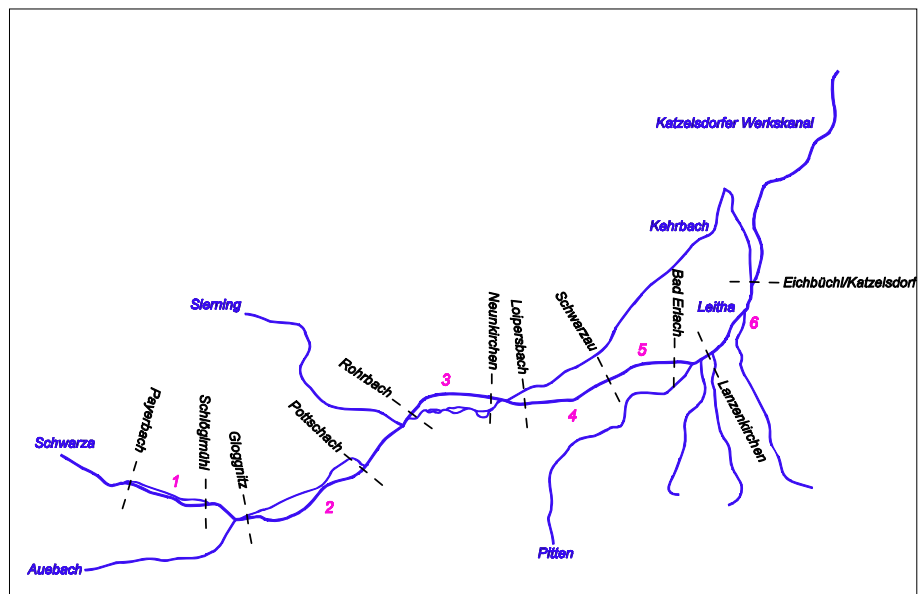 Katzelsdorfer Werkskanal
Kehrbach
Eichbüchl/Katzelsdorf
Sierning
Neunkirchen
Loipersbach
Schwarzau
Bad Erlach
Leitha
6
5
Rohrbach
3
4
Lanzenkirchen
Payerbach
Schlöglmühl
Gloggnitz
Pottschach
Schwarza
1
2
Auebach
Pitten